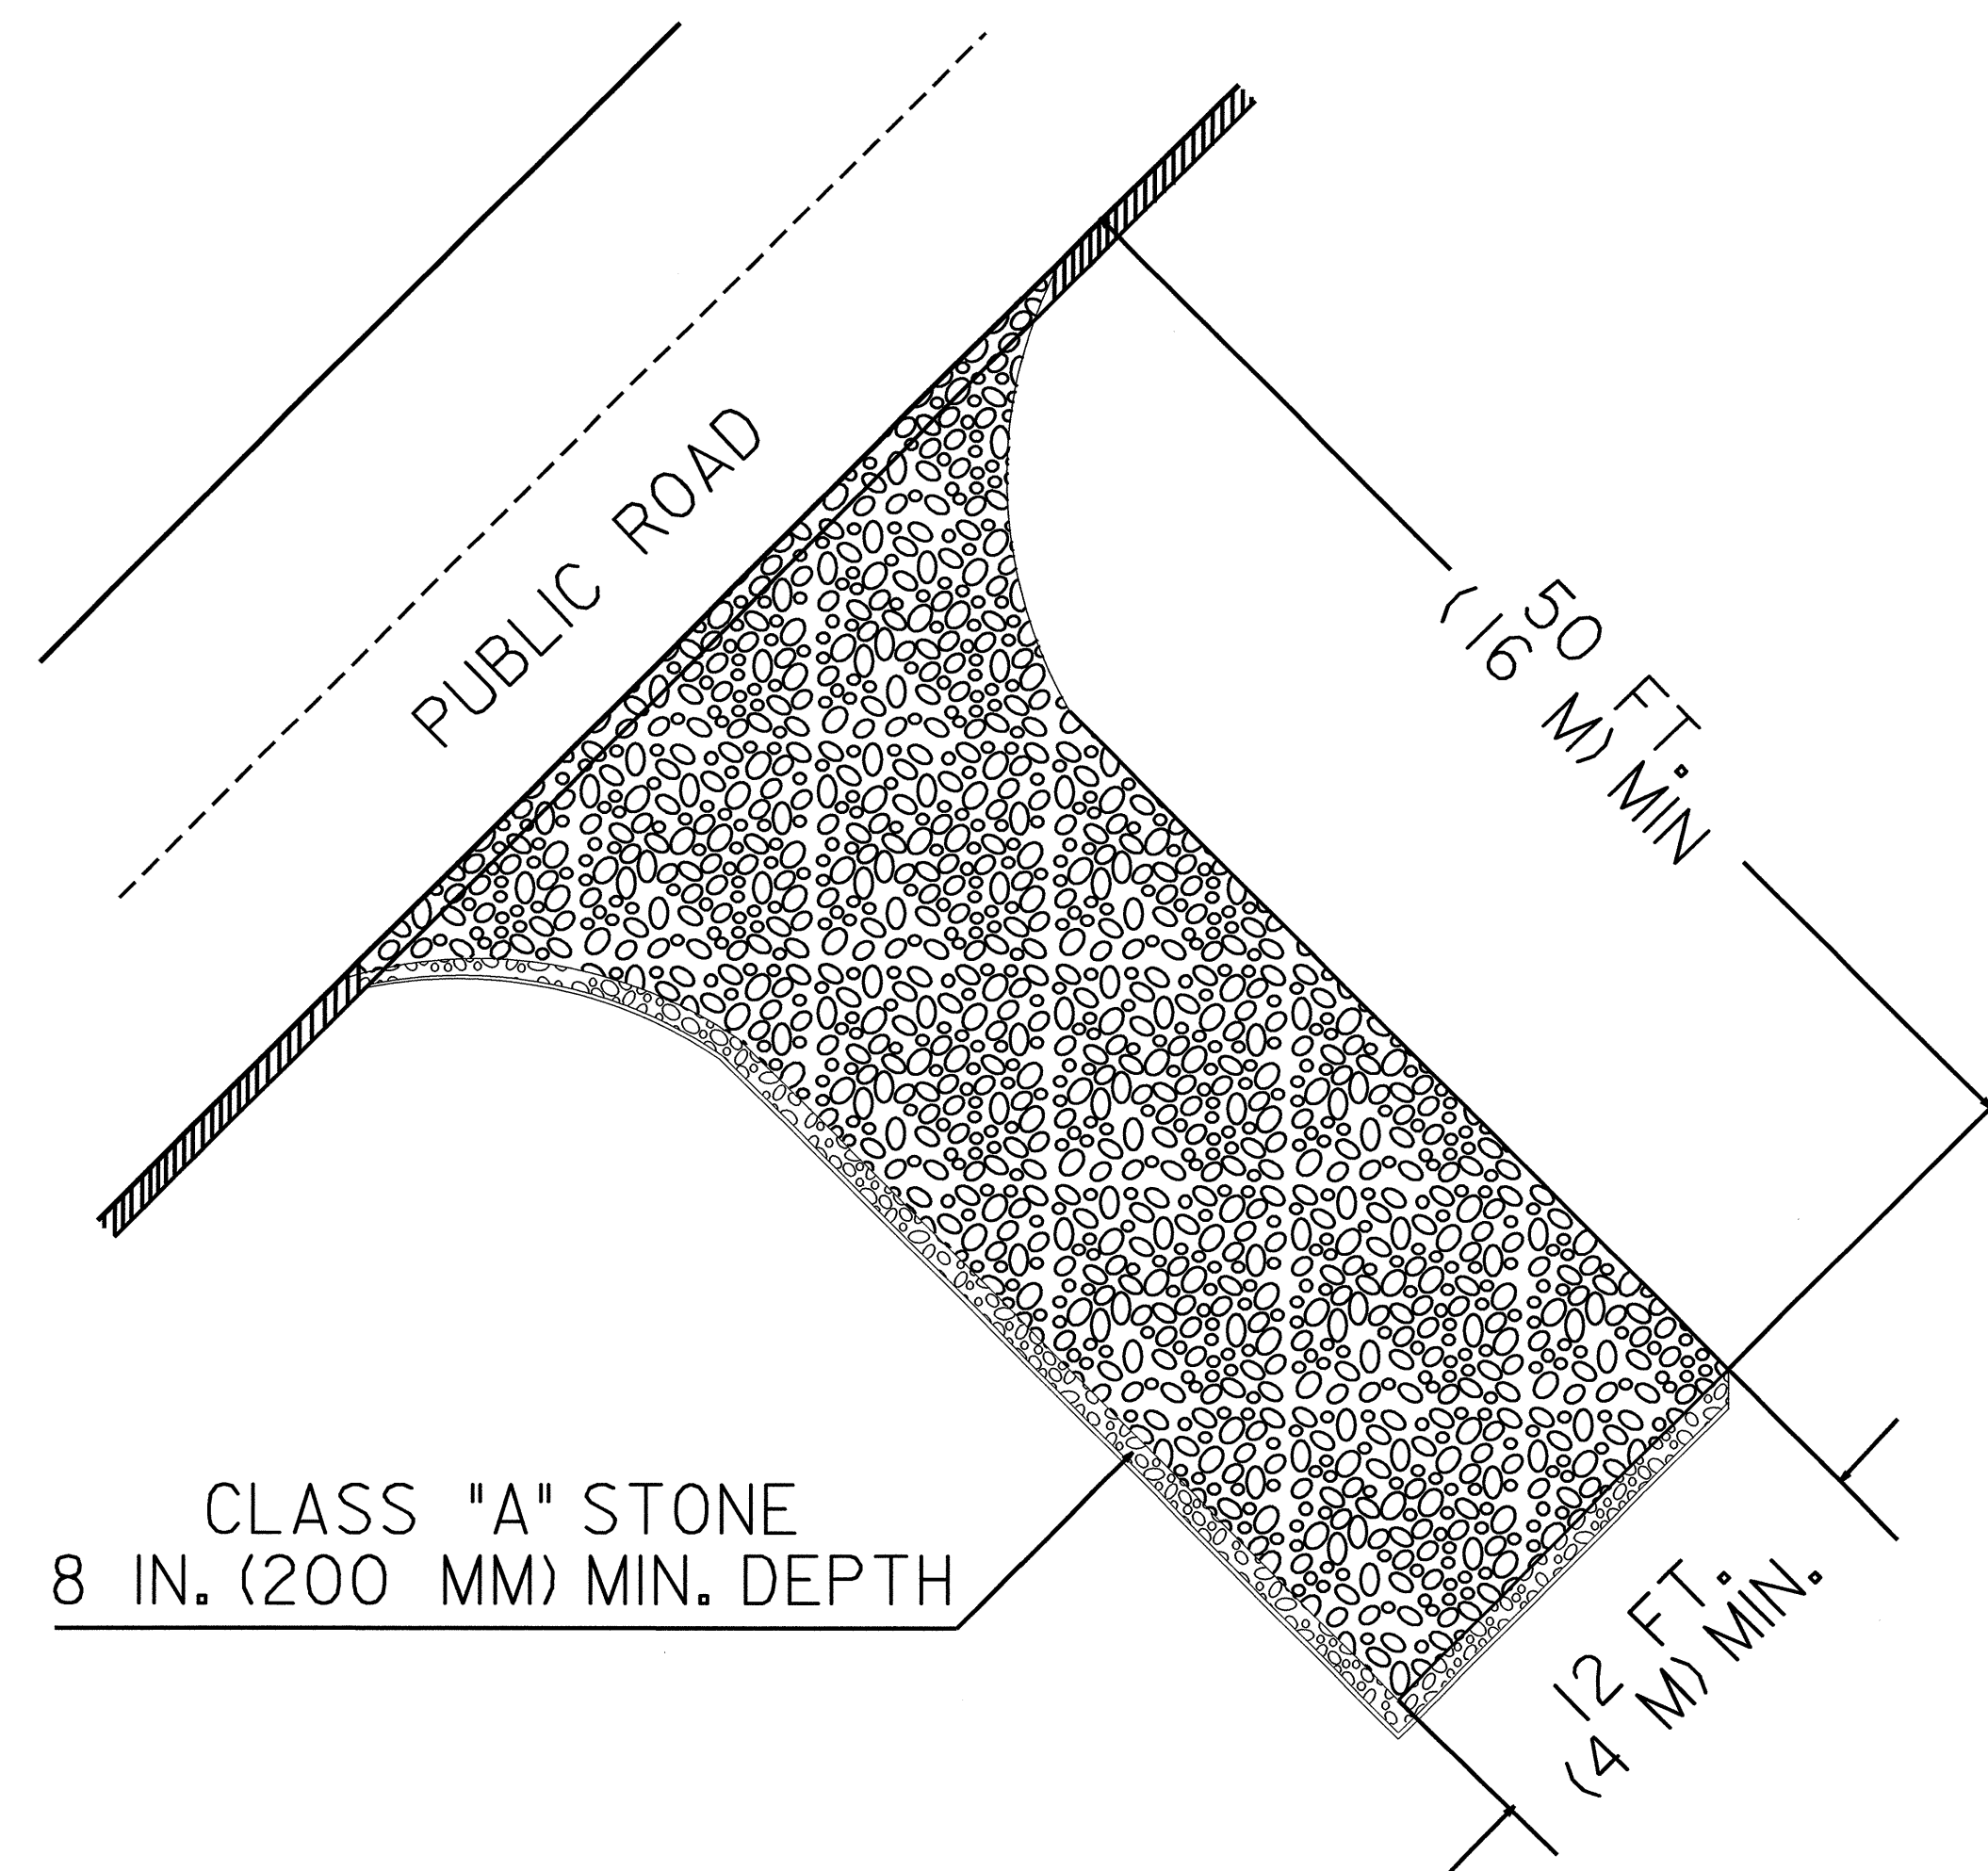 PUBLIC ROAD
50 FT.
(16 M) MIN
CLASS "A" STONE
8 IN. (200 MM) MIN. DEPTH
12 FT.
(4 M) MIN.